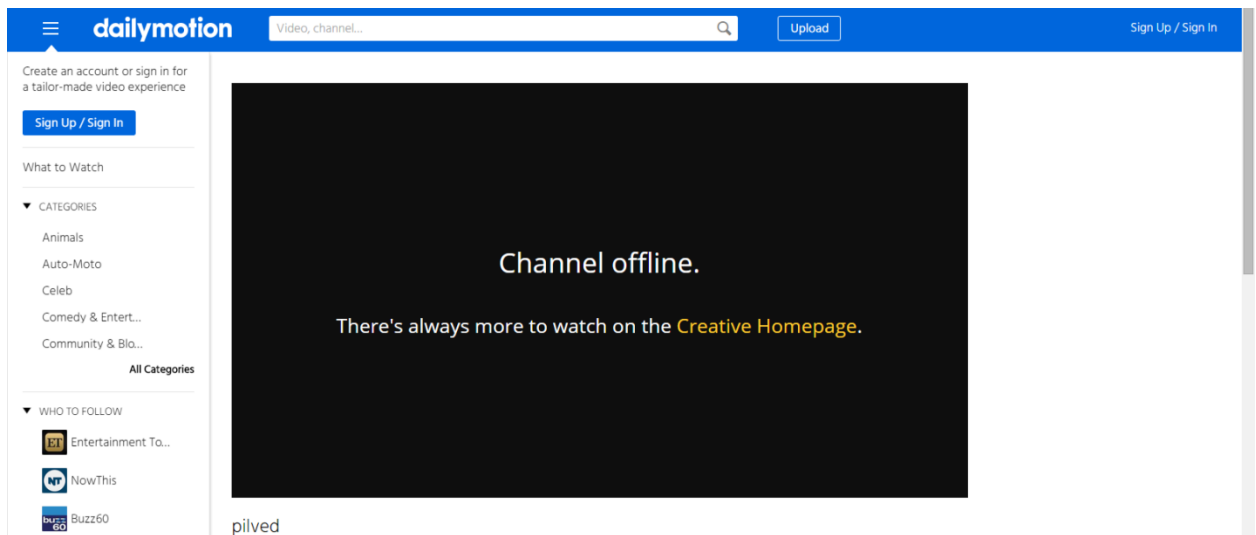 dailymotion
Video, channel...
Upload
Sign Up / Sign In
Create an account or sign in for
a tailor-made video experience
Sign Up / Sign In
What to Watch
CATEGORIES
Animals
Auto-Moto
Celeb
Comedy & Entert...
Community & Blo...
All Categories
WHO TO FOLLOW
ET
Entertainment To...
NT
NowThis
buzz
60
Buzz60
Channel offline.
There's always more to watch on the Creative Homepage.
pilved